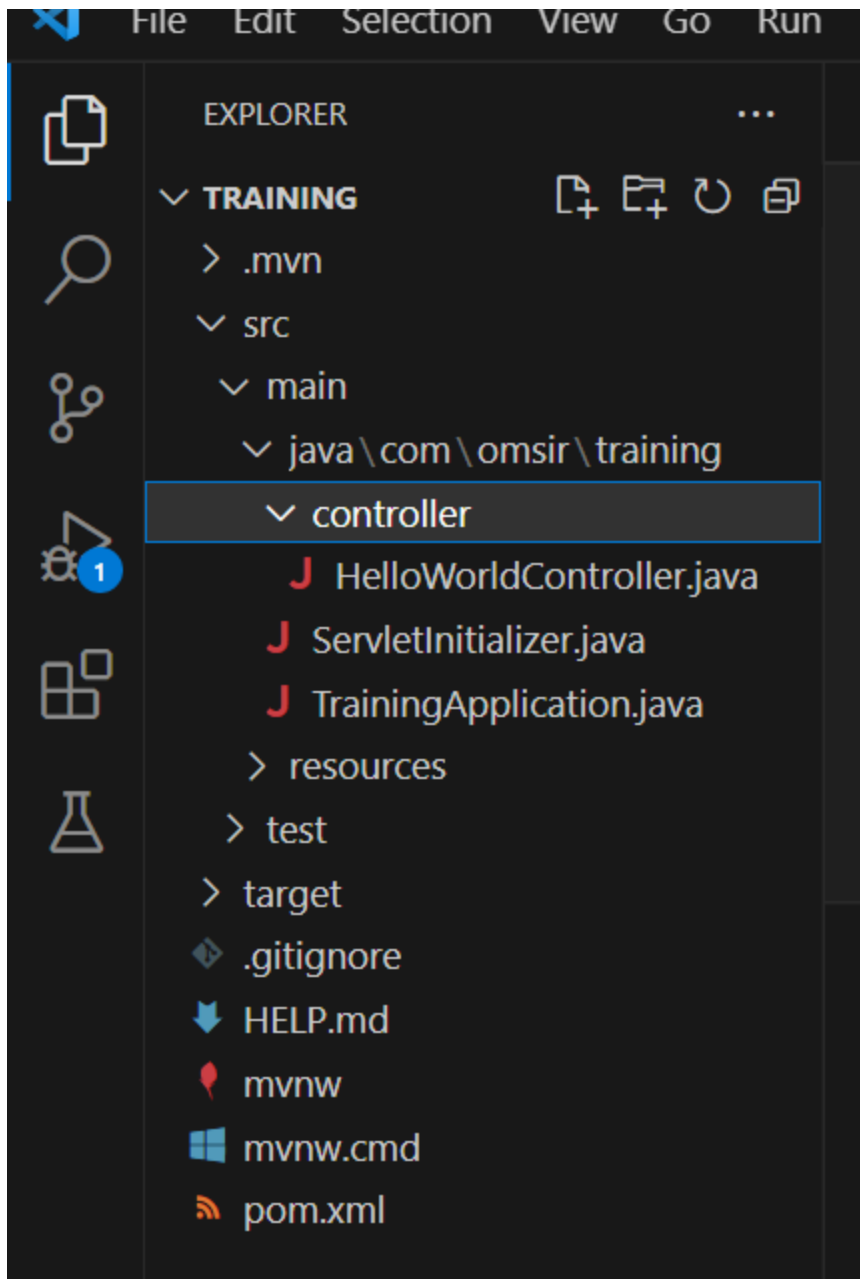 File Edit Selection View Go Run
EXPLORER ...
TRAINING
.mvn
src
main
java\com\omsir\training
controller
J HelloWorldController.java
J ServletInitializer.java
J TrainingApplication.java
resources
test
target
.gitignore
HELP.md
mvnw
mvnw.cmd
pom.xml
1